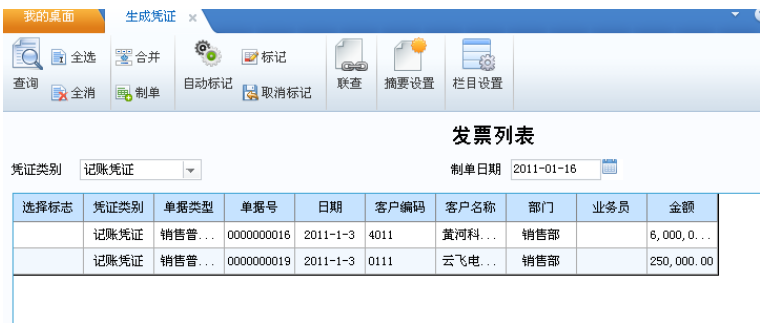 我的桌面 生成凭证 ×
全选 合并 标记
查询 自动标记 联查 摘要设置 栏目设置
全消 制单 取消标记
发票列表
凭证类别 记账凭证 制单日期 2011-01-16
选择标志 凭证类别 单据类型 单据号 日期 客户编码 客户名称 部门 业务员 金额
记账凭证 销售普... 0000000016 2011-1-3 4011 黄河科... 销售部 6,000,0...
记账凭证 销售普... 0000000019 2011-1-3 0111 云飞电... 销售部 250,000.00